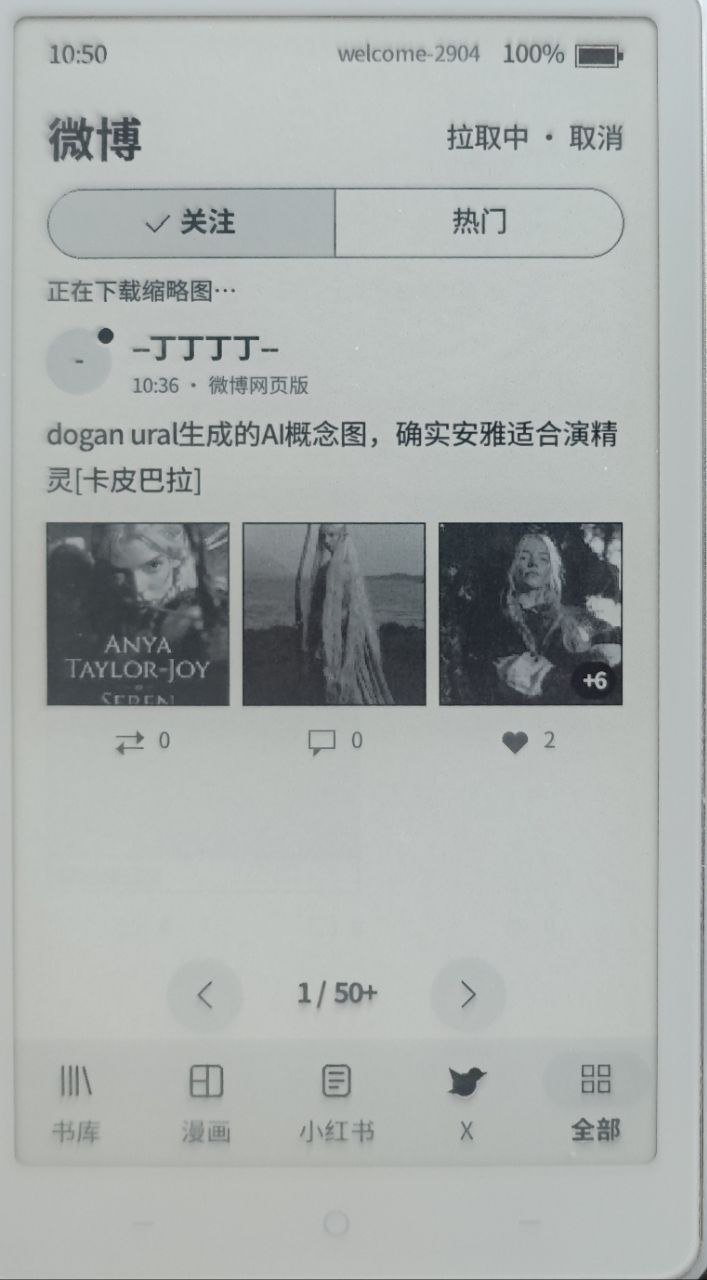 10:50 welcome-2904 100%
微博 拉取中 · 取消
关注 热门
正在下载缩略图…
-
--丁丁丁丁--
10:36 · 微博网页版
dogan ural生成的AI概念图，确实安雅适合演精
灵[卡皮巴拉]
ANYA
TAYLOR-JOY
SEREN
+6
0 0 2
1 / 50+
书库 漫画 小红书 X 全部